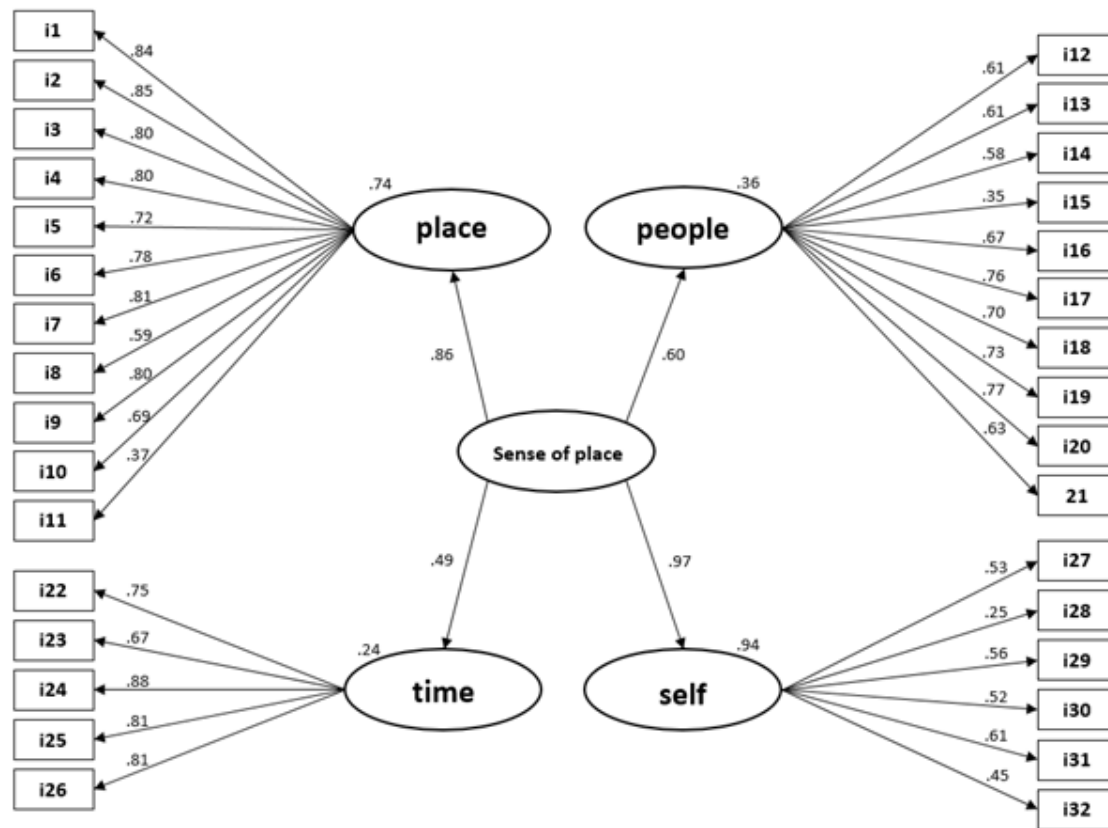 i1
i2
i3
i4
i5
i6
i7
i8
i9
i10
i11
.84
.85
.80
.80
.72
.78
.81
.59
.80
.69
.37
.74
place
.36
people
.61
.61
.58
.35
.67
.76
.70
.73
.77
.63
i12
i13
i14
i15
i16
i17
i18
i19
i20
21
.86
.60
Sense of place
.49
.97
i22
i23
i24
i25
i26
.75
.67
.88
.81
.81
.24
time
.94
self
.53
.25
.56
.52
.61
.45
i27
i28
i29
i30
i31
i32